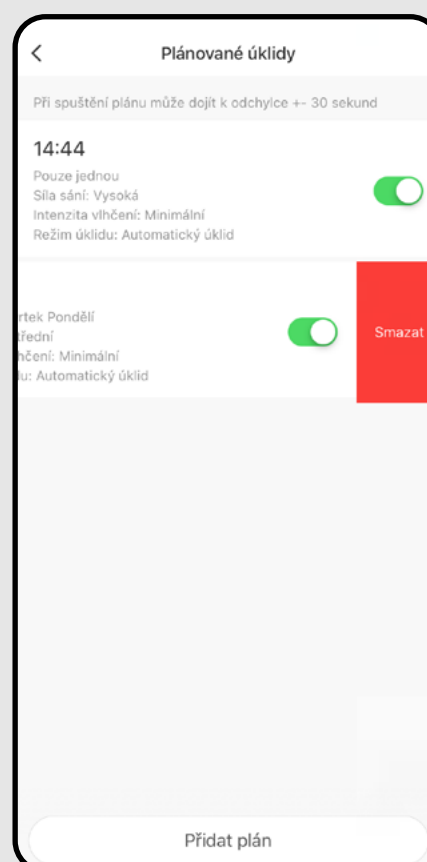 Plánované úklidy
Při spuštění plánu může dojít k odchylce +- 30 sekund
14:44
Pouze jednou
Síla sání: Vysoká
Intenzita vlhčení: Minimální
Režim úklidu: Automatický úklid
rtek Pondělí
třední
hčení: Minimální
lu: Automatický úklid
Smazat
Přidat plán